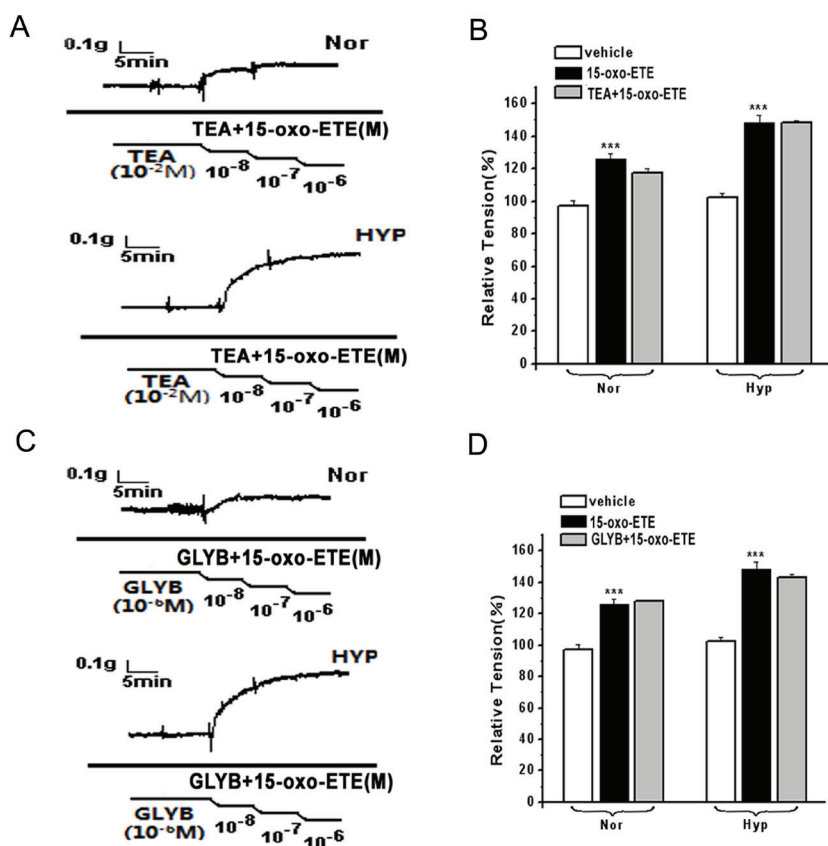 A
0.1g
5min
Nor
TEA+15-oxo-ETE(M)
TEA
(10⁻²M)
10⁻⁸
10⁻⁷
10⁻⁶
0.1g
5min
HYP
TEA+15-oxo-ETE(M)
TEA
(10⁻²M)
10⁻⁸
10⁻⁷
10⁻⁶
B
vehicle
15-oxo-ETE
TEA+15-oxo-ETE
Relative Tension(%)
160
140
120
100
80
60
40
20
0
***
***
Nor
Hyp
C
0.1g
5min
Nor
GLYB+15-oxo-ETE(M)
GLYB
(10⁻⁶M)
10⁻⁸
10⁻⁷
10⁻⁶
0.1g
5min
HYP
GLYB+15-oxo-ETE(M)
GLYB
(10⁻⁶M)
10⁻⁸
10⁻⁷
10⁻⁶
D
vehicle
15-oxo-ETE
GLYB+15-oxo-ETE
Relative Tension(%)
160
140
120
100
80
60
40
20
0
***
***
Nor
Hyp